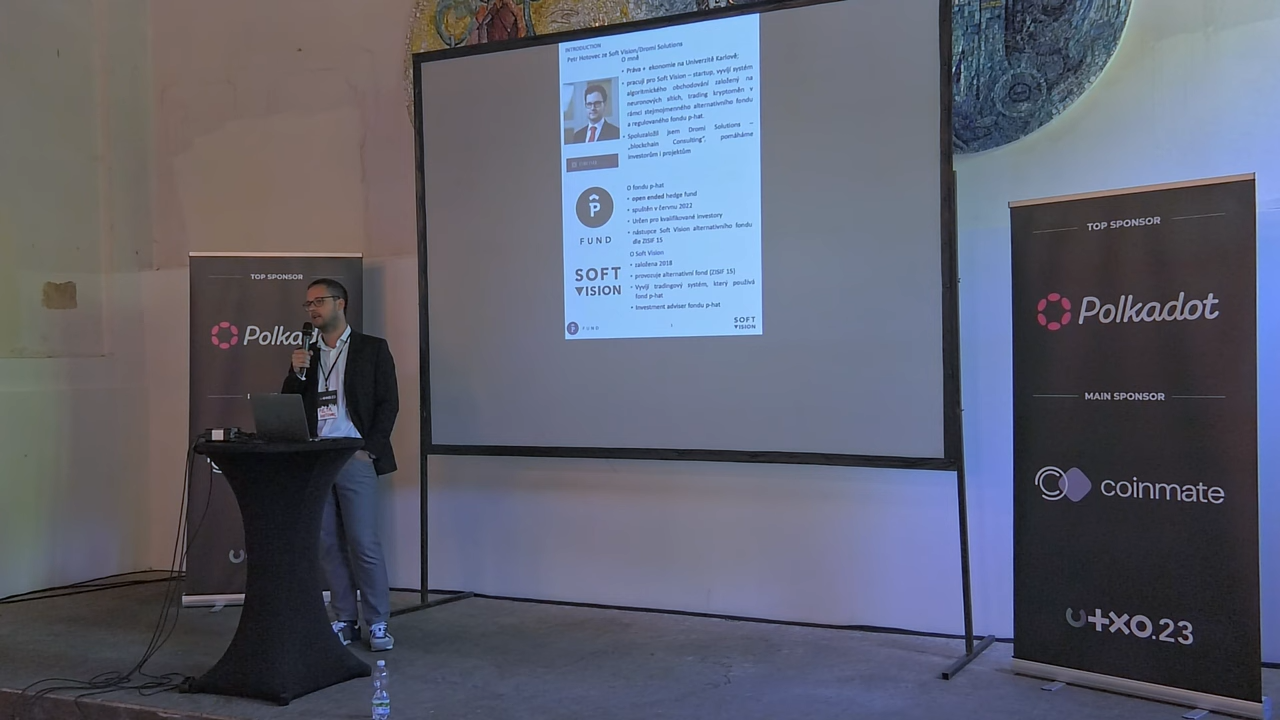 INTRODUCTION
Petr Hotovec ze Soft Vision/Dromi Solutions
O mně
• Práva + ekonomie na Univerzitě Karlově;
• pracuji pro Soft Vision – startup, vyvíjí systém
algoritmického obchodování založený na
neuronových sítích, trading kryptoměn v
rámci stejnojmenného alternativního fondu
a regulovaného fondu p-hat.
• Spoluzaložil jsem Dromi Solutions –
„blockchain Consulting", pomáháme
investorům i projektům
O fondu p-hat
• open ended hedge fund
• spuštěn v červnu 2022
• Určen pro kvalifikované investory
• nástupce Soft Vision alternativního fondu
dle ZISIF 15
FUND
O Soft Vision
• založena 2018
• provozuje alternativní fond (ZISIF 15)
• Vyvíjí tradingový systém, který používá
fond p-hat
• Investment adviser fondu p-hat
SOFT
VISION
FUND
SOFT
VISION
TOP SPONSOR
Polkad
TOP SPONSOR
Polkadot
MAIN SPONSOR
coinmate
utxo.23